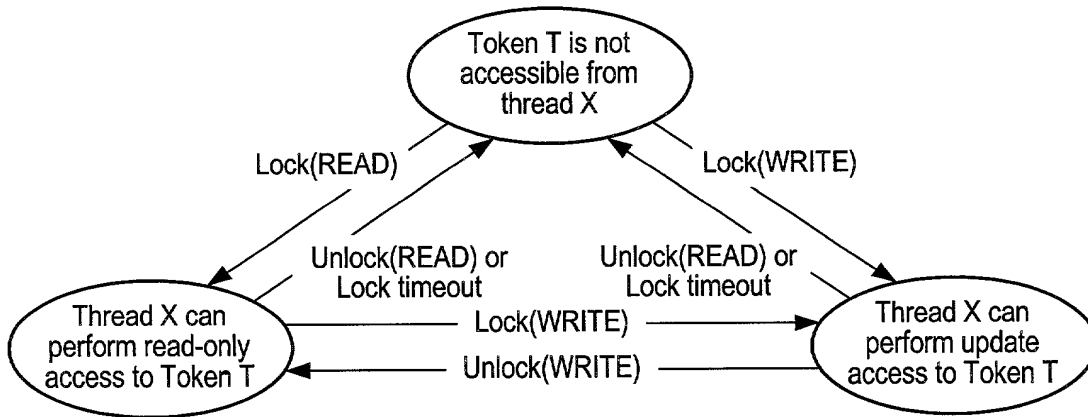 Token T is not
accessible from
thread X
Lock(READ)
Lock(WRITE)
Unlock(READ) or
Lock timeout
Unlock(READ) or
Lock timeout
Thread X can
perform read-only
access to Token T
Lock(WRITE)
Unlock(WRITE)
Thread X can
perform update
access to Token T